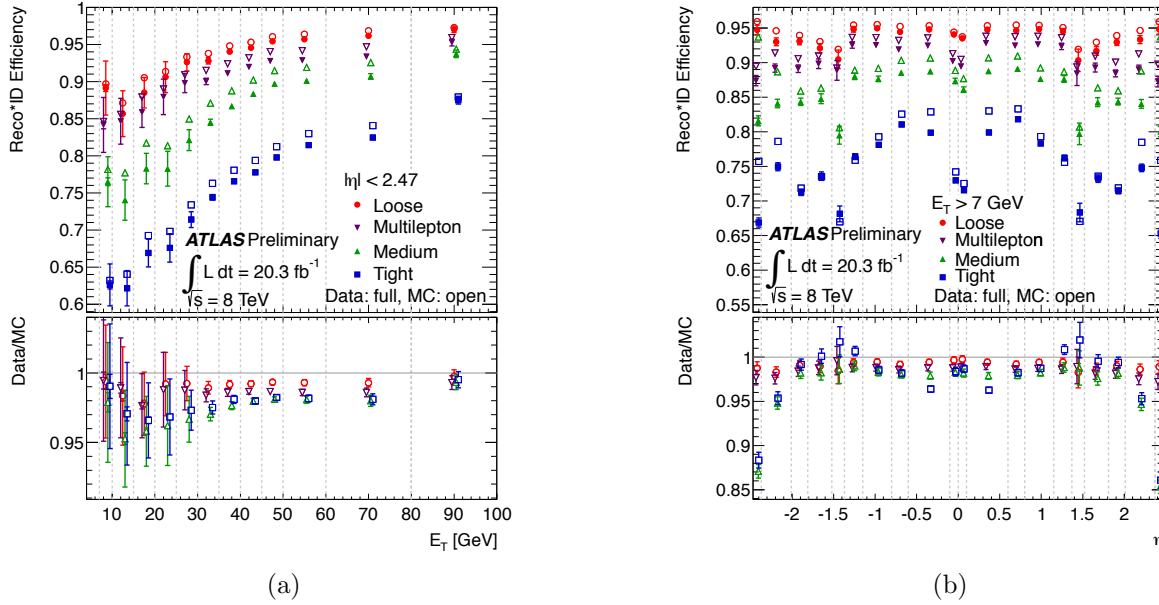 Reco*ID Efficiency
1
0.95
0.9
0.85
0.8
0.75
0.7
0.65
0.6
|η| < 2.47
Loose
Multilepton
Medium
Tight
ATLAS Preliminary
∫ L dt = 20.3 fb⁻¹
√s = 8 TeV
Data: full, MC: open
Data/MC
1
0.95
10 20 30 40 50 60 70 80 90 100
E_T [GeV]
(a)
Reco*ID Efficiency
0.95
0.9
0.85
0.8
0.75
0.7
0.65
0.6
0.55
E_T > 7 GeV
Loose
Multilepton
Medium
Tight
ATLAS Preliminary
∫ L dt = 20.3 fb⁻¹
√s = 8 TeV
Data: full, MC: open
Data/MC
1
0.95
0.9
0.85
-2 -1.5 -1 -0.5 0 0.5 1 1.5 2
(b)